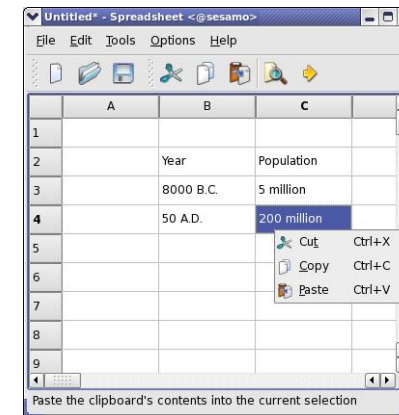 Untitled* - Spreadsheet <@sesamo>
File Edit Tools Options Help
A B C
1
2 Year Population
3 8000 B.C. 5 million
4 50 A.D. 200 million
5 Cut Ctrl+X
6 Copy Ctrl+C
Paste Ctrl+V
7
8
9
Paste the clipboard's contents into the current selection